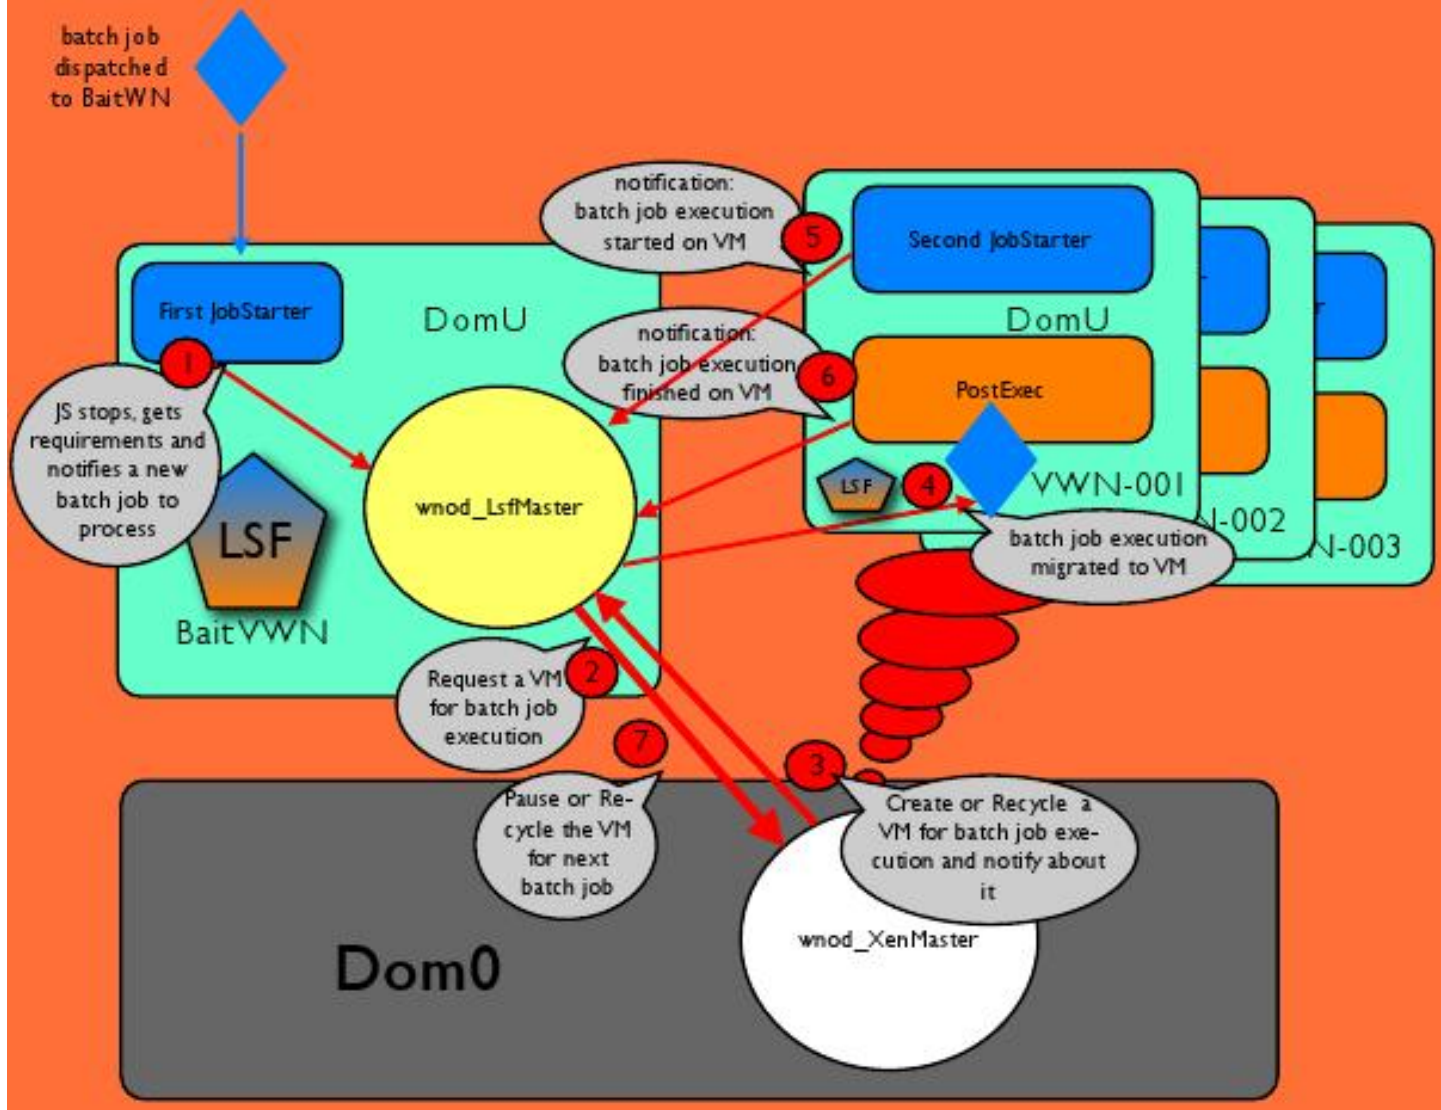 batch job
dispatched
to BaitWN
First JobStarter
DomU
1
JS stops, gets
requirements and
notifies a new
batch job to
process
LSF
BaitVWN
wnod_LsfMaster
notification:
batch job execution
started on VM
5
Second JobStarter
DomU
notification:
batch job execution
finished on VM
6
PostExec
LSF
4
VWN-001
N-002
N-003
batch job execution
migrated to VM
Request a VM
for batch job
execution
2
7
Pause or Re-
cycle the VM
for next
batch job
3
Create or Recycle a
VM for batch job exe-
cution and notify about
it
wnod_XenMaster
Dom0